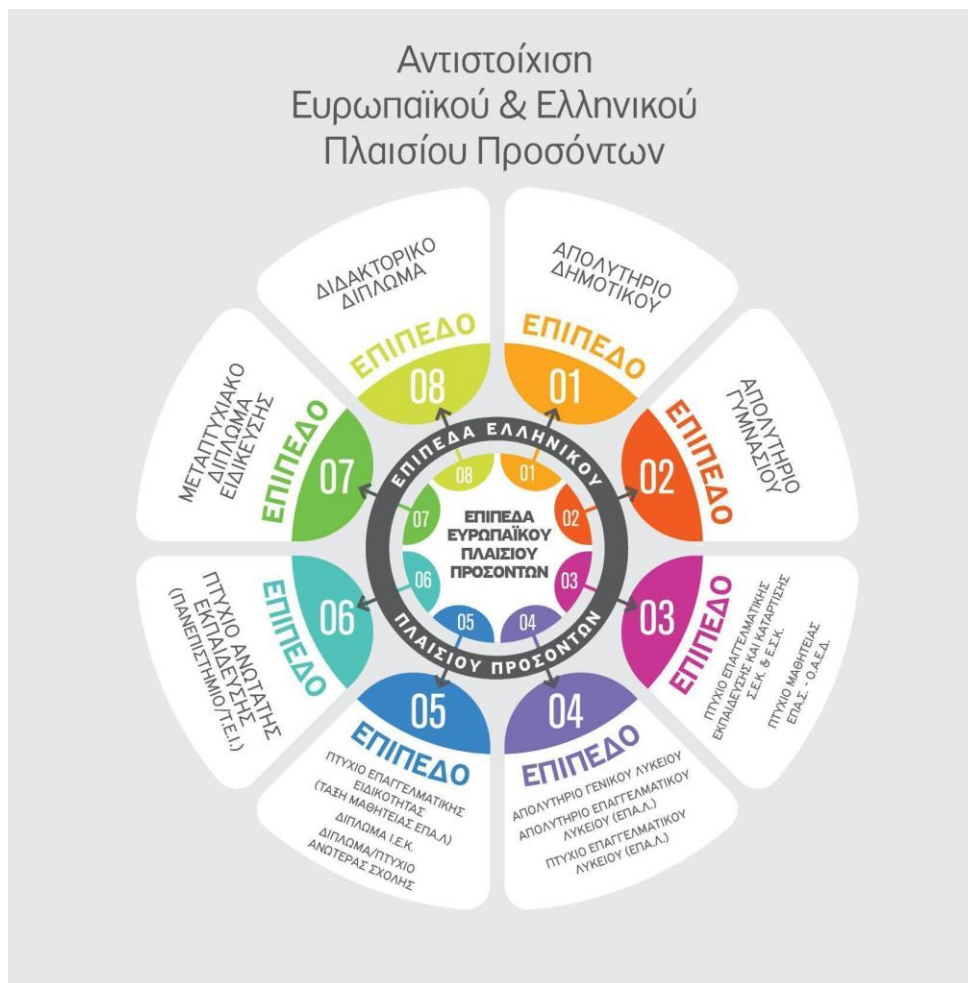 Αντιστοίχιση
Ευρωπαϊκού & Ελληνικού
Πλαισίου Προσόντων
ΑΠΟΛΥΤΗΡΙΟ
ΔΗΜΟΤΙΚΟΥ
ΕΠΙΠΕΔΟ
01
ΑΠΟΛΥΤΗΡΙΟ
ΓΥΜΝΑΣΙΟΥ
ΕΠΙΠΕΔΟ
02
ΕΠΙΠΕΔΟ
03
ΠΤΥΧΙΟ ΕΠΑΓΓΕΛΜΑΤΙΚΗΣ
ΕΚΠΑΙΔΕΥΣΗΣ ΚΑΙ ΚΑΤΑΡΤΙΣΗΣ
Σ.Ε.Κ. & Ε.Σ.Κ.
ΠΤΥΧΙΟ ΜΑΘΗΤΕΙΑΣ
ΕΠΑ.Σ. - Ο.Α.Ε.Δ.
04
ΕΠΙΠΕΔΟ
ΑΠΟΛΥΤΗΡΙΟ ΓΕΝΙΚΟΥ ΛΥΚΕΙΟΥ
ΑΠΟΛΥΤΗΡΙΟ ΕΠΑΓΓΕΛΜΑΤΙΚΟΥ
ΛΥΚΕΙΟΥ (ΕΠΑ.Λ.)
ΠΤΥΧΙΟ ΕΠΑΓΓΕΛΜΑΤΙΚΟΥ
ΛΥΚΕΙΟΥ (ΕΠΑ.Λ.)
05
ΕΠΙΠΕΔΟ
ΠΤΥΧΙΟ ΕΠΑΓΓΕΛΜΑΤΙΚΗΣ
ΕΙΔΙΚΟΤΗΤΑΣ
(ΤΑΞΗ ΜΑΘΗΤΕΙΑΣ ΕΠΑ.Λ)
ΔΙΠΛΩΜΑ Ι.Ε.Κ.
ΔΙΠΛΩΜΑ/ΠΤΥΧΙΟ
ΑΝΩΤΕΡΑΣ ΣΧΟΛΗΣ
06
ΕΠΙΠΕΔΟ
ΠΤΥΧΙΟ ΑΝΩΤΑΤΗΣ
ΕΚΠΑΙΔΕΥΣΗΣ
(ΠΑΝΕΠΙΣΤΗΜΙΟ/Τ.Ε.Ι.)
ΜΕΤΑΠΤΥΧΙΑΚΟ
ΔΙΠΛΩΜΑ
ΕΙΔΙΚΕΥΣΗΣ
ΕΠΙΠΕΔΟ
07
ΔΙΔΑΚΤΟΡΙΚΟ
ΔΙΠΛΩΜΑ
ΕΠΙΠΕΔΟ
08
ΕΠΙΠΕΔΑ ΕΛΛΗΝΙΚΟΥ
ΠΛΑΙΣΙΟΥ ΠΡΟΣΟΝΤΩΝ
01
02
03
04
05
06
07
08
ΕΠΙΠΕΔΑ
ΕΥΡΩΠΑΪΚΟΥ
ΠΛΑΙΣΙΟΥ
ΠΡΟΣΟΝΤΩΝ